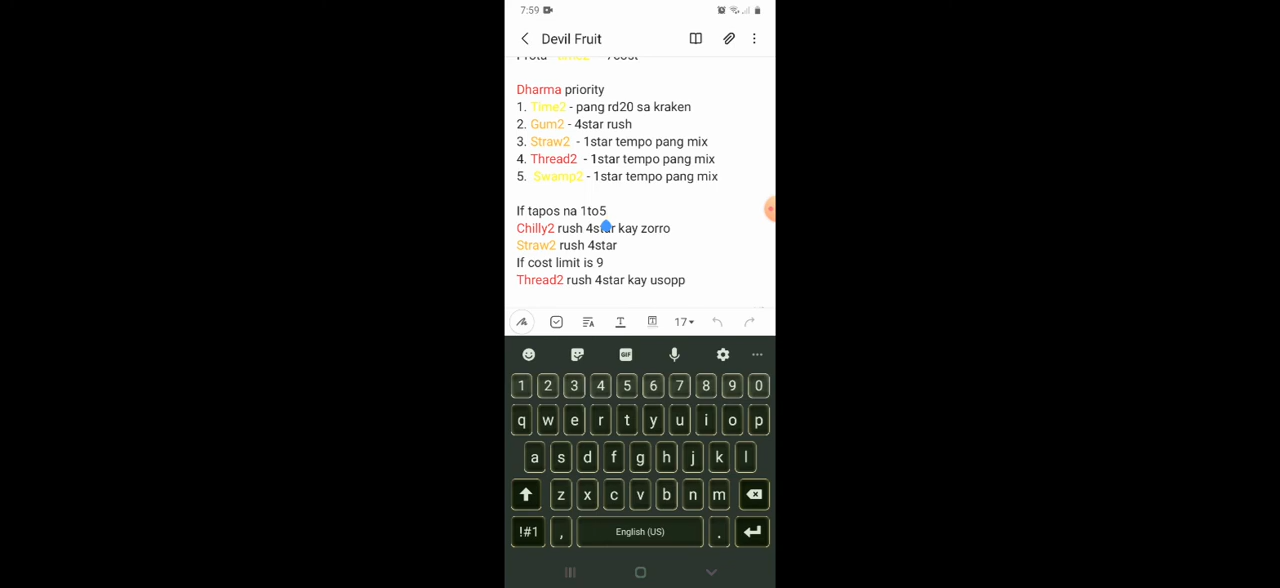 7:59
Devil Fruit
time2 - 7cost
Dharma priority
1. Time2 - pang rd20 sa kraken
2. Gum2 - 4star rush
3. Straw2 - 1star tempo pang mix
4. Thread2 - 1star tempo pang mix
5. Swamp2 - 1star tempo pang mix
If tapos na 1to5
Chilly2 rush 4star kay zorro
Straw2 rush 4star
If cost limit is 9
Thread2 rush 4star kay usopp
17
GIF
1 2 3 4 5 6 7 8 9 0
q w e r t y u i o p
a s d f g h j k l
z x c v b n m
!#1 , English (US) .